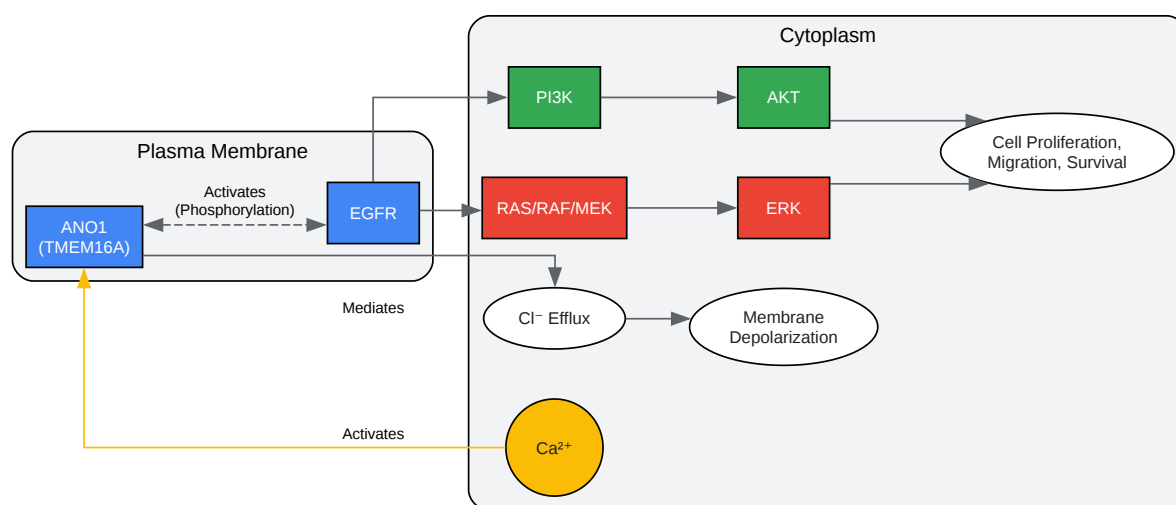 Cytoplasm
PI3K
AKT
Cell Proliferation,
Migration, Survival
Plasma Membrane
Activates
(Phosphorylation)
EGFR
ANO1
(TMEM16A)
RAS/RAF/MEK
ERK
Mediates
Cl⁻ Efflux
Membrane
Depolarization
Activates
Ca²⁺